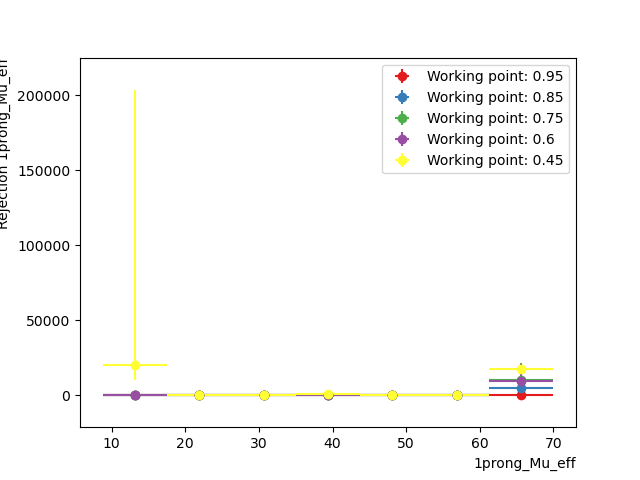 Rejection 1prong_Mu_eff
200000
150000
100000
50000
0
10 20 30 40 50 60 70
1prong_Mu_eff
Working point: 0.95
Working point: 0.85
Working point: 0.75
Working point: 0.6
Working point: 0.45